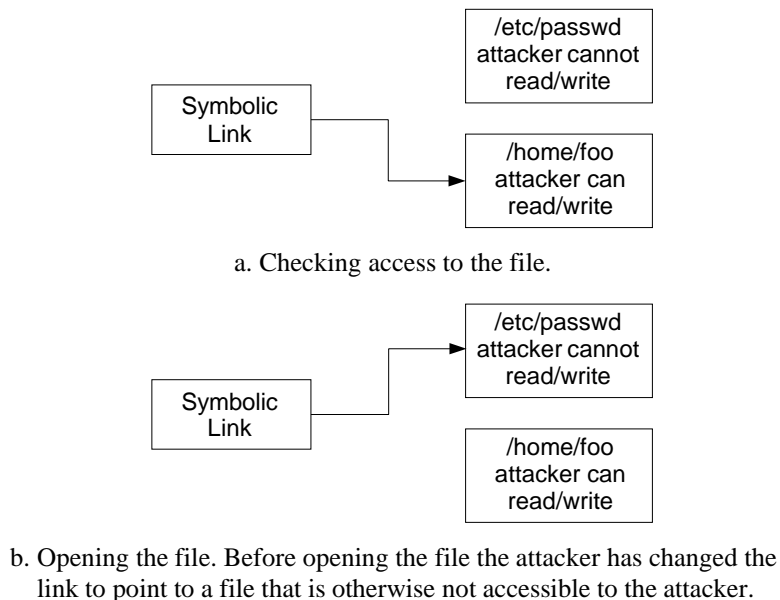 /etc/passwd
attacker cannot
read/write
Symbolic
Link
/home/foo
attacker can
read/write
a. Checking access to the file.
/etc/passwd
attacker cannot
read/write
Symbolic
Link
/home/foo
attacker can
read/write
b. Opening the file. Before opening the file the attacker has changed the
link to point to a file that is otherwise not accessible to the attacker.